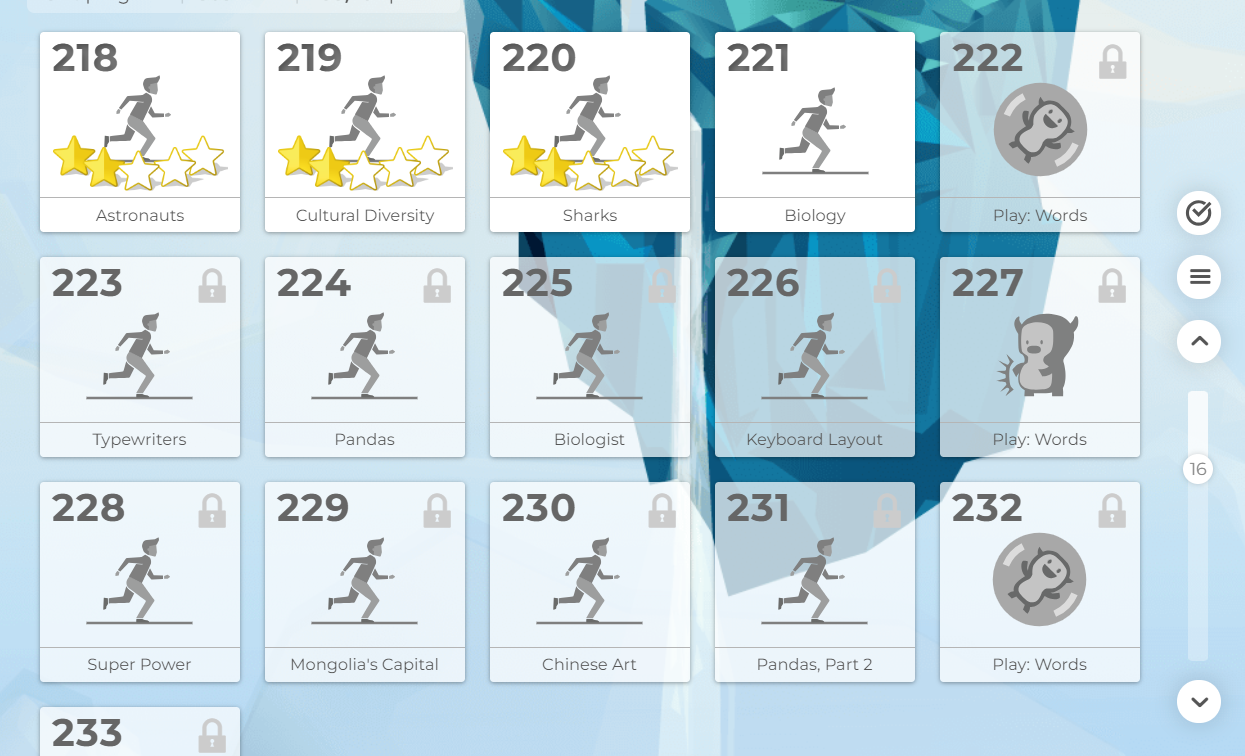 218
219
220
221
222
Astronauts
Cultural Diversity
Sharks
Biology
Play: Words
223
224
225
226
227
Typewriters
Pandas
Biologist
Keyboard Layout
Play: Words
16
228
229
230
231
232
Super Power
Mongolia's Capital
Chinese Art
Pandas, Part 2
Play: Words
233